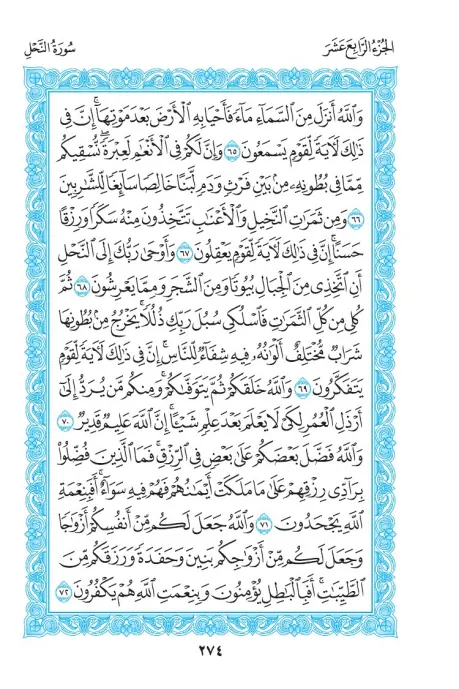 الجُزْءُ الرَّابِعَ عَشَرَ
سُورَةُ النَّحْلِ
وَٱللَّهُ أَنزَلَ مِنَ ٱلسَّمَآءِ مَآءً فَأَحْيَا بِهِ ٱلْأَرْضَ بَعْدَ مَوْتِهَآۚ إِنَّ فِى
ذَٰلِكَ لَأٓيَةً لِّقَوْمٍ يَسْمَعُونَ ٦٥ وَإِنَّ لَكُمْ فِى ٱلْأَنْعَٰمِ لَعِبْرَةًۖ نُّسْقِيكُم
مِّمَّا فِى بُطُونِهِۦ مِنۢ بَيْنِ فَرْثٍ وَدَمٍ لَّبَنًا خَالِصًا سَآئِغًا لِّلشَّٰرِبِينَ
٦٦ وَمِن ثَمَرَٰتِ ٱلنَّخِيلِ وَٱلْأَعْنَٰبِ تَتَّخِذُونَ مِنْهُ سَكَرًا وَرِزْقًا
حَسَنًاۗ إِنَّ فِى ذَٰلِكَ لَأٓيَةً لِّقَوْمٍ يَعْقِلُونَ ٦٧ وَأَوْحَىٰ رَبُّكَ إِلَى ٱلنَّحْلِ
أَنِ ٱتَّخِذِى مِنَ ٱلْجِبَالِ بُيُوتًا وَمِنَ ٱلشَّجَرِ وَمِمَّا يَعْرِشُونَ ٦٨ ثُمَّ
كُلِى مِن كُلِّ ٱلثَّمَرَٰتِ فَٱسْلُكِى سُبُلَ رَبِّكِ ذُلُلًاۚ يَخْرُجُ مِنۢ بُطُونِهَا
شَرَابٌ مُّخْتَلِفٌ أَلْوَٰنُهُۥ فِيهِ شِفَآءٌ لِّلنَّاسِۗ إِنَّ فِى ذَٰلِكَ لَأٓيَةً لِّقَوْمٍ
يَتَفَكَّرُونَ ٦٩ وَٱللَّهُ خَلَقَكُمْ ثُمَّ يَتَوَفَّىٰكُمْۚ وَمِنكُم مَّن يُرَدُّ إِلَىٰٓ
أَرْذَلِ ٱلْعُمُرِ لِكَىْ لَا يَعْلَمَ بَعْدَ عِلْمٍ شَيْـًٔاۚ إِنَّ ٱللَّهَ عَلِيمٌ قَدِيرٌ ٧٠
وَٱللَّهُ فَضَّلَ بَعْضَكُمْ عَلَىٰ بَعْضٍ فِى ٱلرِّزْقِۚ فَمَا ٱلَّذِينَ فُضِّلُوا۟
بِرَآدِّى رِزْقِهِمْ عَلَىٰ مَا مَلَكَتْ أَيْمَٰنُهُمْ فَهُمْ فِيهِ سَوَآءٌۚ أَفَبِنِعْمَةِ
ٱللَّهِ يَجْحَدُونَ ٧١ وَٱللَّهُ جَعَلَ لَكُم مِّنْ أَنفُسِكُمْ أَزْوَٰجًا
وَجَعَلَ لَكُم مِّنْ أَزْوَٰجِكُم بَنِينَ وَحَفَدَةً وَرَزَقَكُم مِّنَ
ٱلطَّيِّبَٰتِۚ أَفَبِٱلْبَٰطِلِ يُؤْمِنُونَ وَبِنِعْمَتِ ٱللَّهِ هُمْ يَكْفُرُونَ ٧٢
٢٧٤